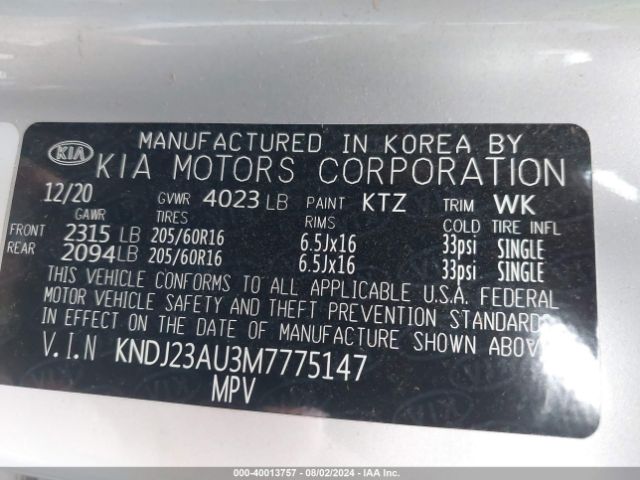 KIA MANUFACTURED IN KOREA BY
KIA MOTORS CORPORATION
12/20 GVWR 4023 LB PAINT KTZ TRIM WK
GAWR TIRES RIMS COLD TIRE INFL
FRONT 2315 LB 205/60R16 6.5Jx16 33psi SINGLE
REAR 2094 LB 205/60R16 6.5Jx16 33psi SINGLE
THIS VEHICLE CONFORMS TO ALL APPLICABLE U.S.A. FEDERAL
MOTOR VEHICLE SAFETY AND THEFT PREVENTION STANDARDS
IN EFFECT ON THE DATE OF MANUFACTURE SHOWN ABOVE
V.I.N KNDJ23AU3M7775147
MPV
000-40013757 - 08/02/2024 - IAA Inc.